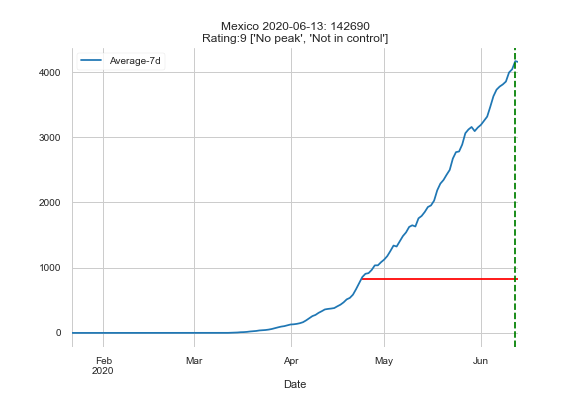 Mexico 2020-06-13: 142690
Rating:9 ['No peak', 'Not in control']
Average-7d
4000
3000
2000
1000
0
Feb Mar Apr May Jun
2020
Date